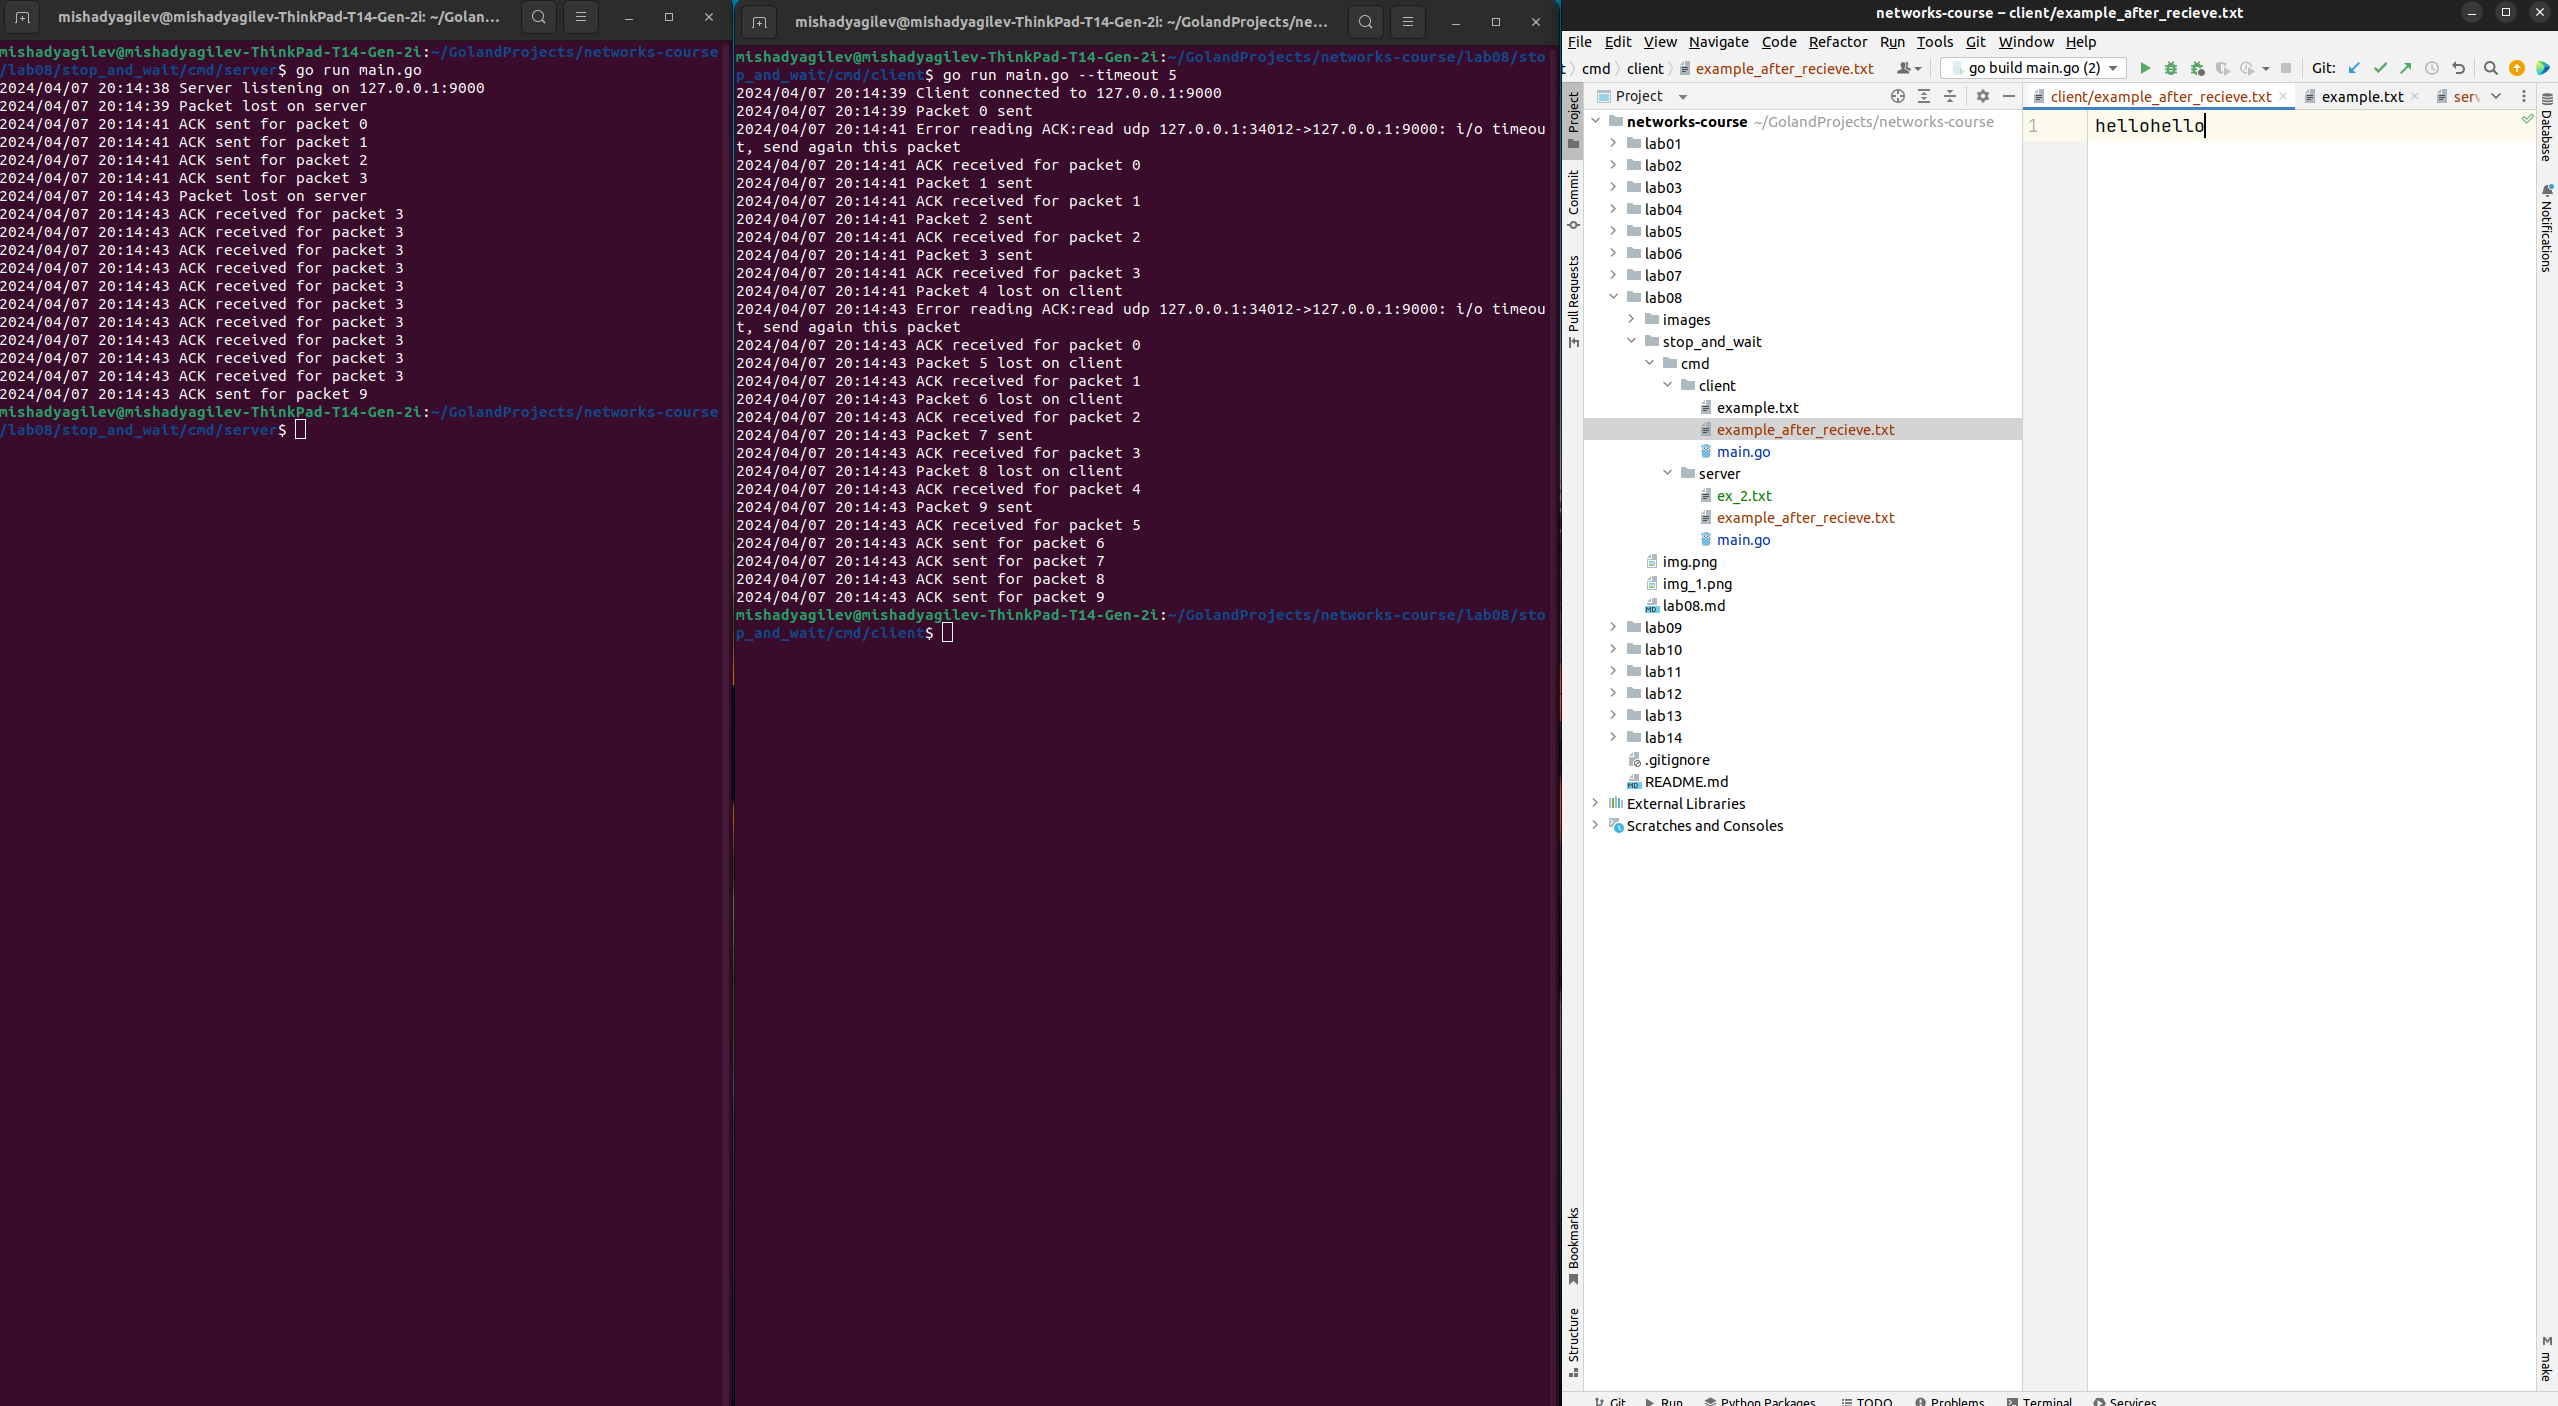 mishadyagilev@mishadyagilev-ThinkPad-T14-Gen-2i: ~/Golan...
mishadyagilev@mishadyagilev-ThinkPad-T14-Gen-2i:~/GolandProjects/networks-course
/lab08/stop_and_wait/cmd/server$ go run main.go
2024/04/07 20:14:38 Server listening on 127.0.0.1:9000
2024/04/07 20:14:39 Packet lost on server
2024/04/07 20:14:41 ACK sent for packet 0
2024/04/07 20:14:41 ACK sent for packet 1
2024/04/07 20:14:41 ACK sent for packet 2
2024/04/07 20:14:41 ACK sent for packet 3
2024/04/07 20:14:43 Packet lost on server
2024/04/07 20:14:43 ACK received for packet 3
2024/04/07 20:14:43 ACK received for packet 3
2024/04/07 20:14:43 ACK received for packet 3
2024/04/07 20:14:43 ACK received for packet 3
2024/04/07 20:14:43 ACK received for packet 3
2024/04/07 20:14:43 ACK received for packet 3
2024/04/07 20:14:43 ACK received for packet 3
2024/04/07 20:14:43 ACK received for packet 3
2024/04/07 20:14:43 ACK received for packet 3
2024/04/07 20:14:43 ACK received for packet 3
2024/04/07 20:14:43 ACK sent for packet 9
mishadyagilev@mishadyagilev-ThinkPad-T14-Gen-2i:~/GolandProjects/networks-course
/lab08/stop_and_wait/cmd/server$
mishadyagilev@mishadyagilev-ThinkPad-T14-Gen-2i: ~/GolandProjects/ne...
mishadyagilev@mishadyagilev-ThinkPad-T14-Gen-2i:~/GolandProjects/networks-course/lab08/sto
p_and_wait/cmd/client$ go run main.go --timeout 5
2024/04/07 20:14:39 Client connected to 127.0.0.1:9000
2024/04/07 20:14:39 Packet 0 sent
2024/04/07 20:14:41 Error reading ACK:read udp 127.0.0.1:34012->127.0.0.1:9000: i/o timeou
t, send again this packet
2024/04/07 20:14:41 ACK received for packet 0
2024/04/07 20:14:41 Packet 1 sent
2024/04/07 20:14:41 ACK received for packet 1
2024/04/07 20:14:41 Packet 2 sent
2024/04/07 20:14:41 ACK received for packet 2
2024/04/07 20:14:41 Packet 3 sent
2024/04/07 20:14:41 ACK received for packet 3
2024/04/07 20:14:41 Packet 4 lost on client
2024/04/07 20:14:43 Error reading ACK:read udp 127.0.0.1:34012->127.0.0.1:9000: i/o timeou
t, send again this packet
2024/04/07 20:14:43 ACK received for packet 0
2024/04/07 20:14:43 Packet 5 lost on client
2024/04/07 20:14:43 ACK received for packet 1
2024/04/07 20:14:43 Packet 6 lost on client
2024/04/07 20:14:43 ACK received for packet 2
2024/04/07 20:14:43 Packet 7 sent
2024/04/07 20:14:43 ACK received for packet 3
2024/04/07 20:14:43 Packet 8 lost on client
2024/04/07 20:14:43 ACK received for packet 4
2024/04/07 20:14:43 Packet 9 sent
2024/04/07 20:14:43 ACK received for packet 5
2024/04/07 20:14:43 ACK sent for packet 6
2024/04/07 20:14:43 ACK sent for packet 7
2024/04/07 20:14:43 ACK sent for packet 8
2024/04/07 20:14:43 ACK sent for packet 9
mishadyagilev@mishadyagilev-ThinkPad-T14-Gen-2i:~/GolandProjects/networks-course/lab08/sto
p_and_wait/cmd/client$
networks-course – client/example_after_recieve.txt
File Edit View Navigate Code Refactor Run Tools Git Window Help
t cmd client example_after_recieve.txt go build main.go (2) Git:
Project
client/example_after_recieve.txt example.txt serv
networks-course ~/GolandProjects/networks-course
lab01
lab02
lab03
lab04
lab05
lab06
lab07
lab08
images
stop_and_wait
cmd
client
example.txt
example_after_recieve.txt
main.go
server
ex_2.txt
example_after_recieve.txt
main.go
img.png
img_1.png
lab08.md
lab09
lab10
lab11
lab12
lab13
lab14
.gitignore
README.md
External Libraries
Scratches and Consoles
1 hellohello
Project
Commit
Pull Requests
Bookmarks
Structure
Database
Notifications
make
Git Run Python Packages TODO Problems Terminal Services